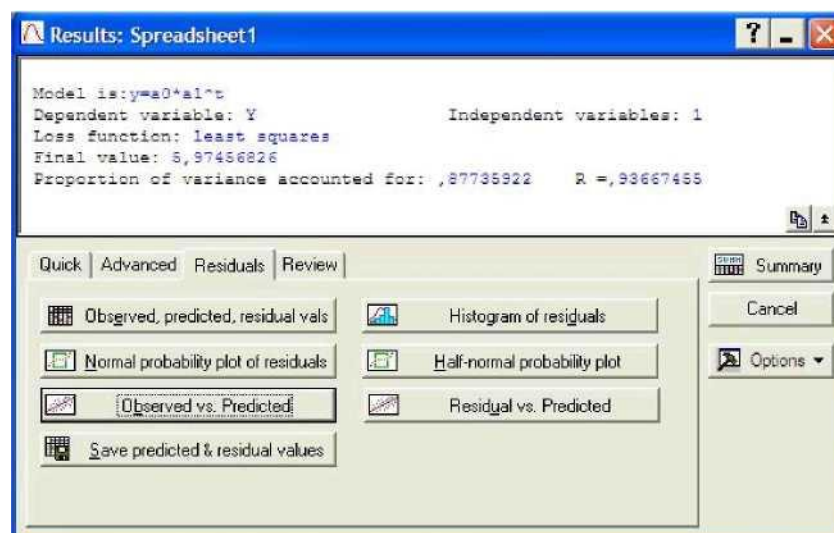 Results: Spreadsheet1
Model is:y=a0*a1^t
Dependent variable: Y Independent variables: 1
Loss function: least squares
Final value: 5,97456826
Proportion of variance accounted for: ,87735922 R =,93667455
Quick Advanced Residuals Review
Summary
Observed, predicted, residual vals
Histogram of residuals
Cancel
Normal probability plot of residuals
Half-normal probability plot
Options
Observed vs. Predicted
Residual vs. Predicted
Save predicted & residual values